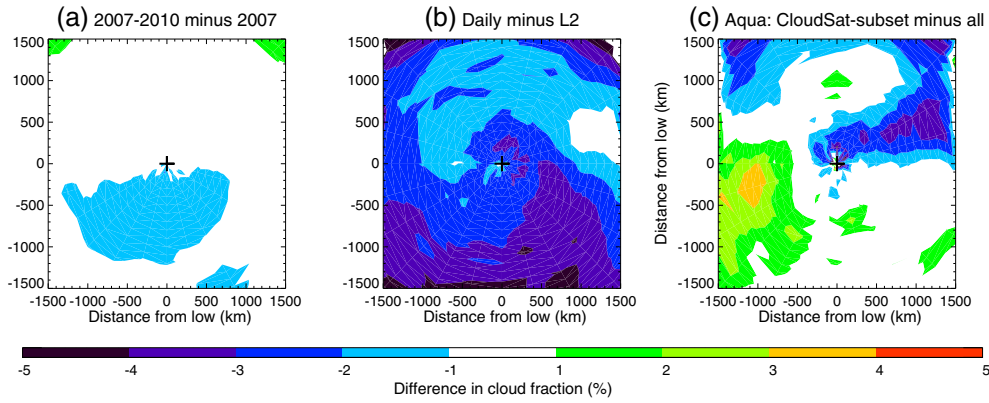 (a) 2007-2010 minus 2007
(b) Daily minus L2
(c) Aqua: CloudSat-subset minus all
1500
1000
500
0
-500
-1000
-1500
-1500 -1000 -500 0 500 1000 1500
Distance from low (km)
1500
1000
500
0
-500
-1000
-1500
-1500 -1000 -500 0 500 1000 1500
Distance from low (km)
Distance from low (km)
1500
1000
500
0
-500
-1000
-1500
-1500 -1000 -500 0 500 1000 1500
Distance from low (km)
-5 -4 -3 -2 -1 1 2 3 4 5
Difference in cloud fraction (%)